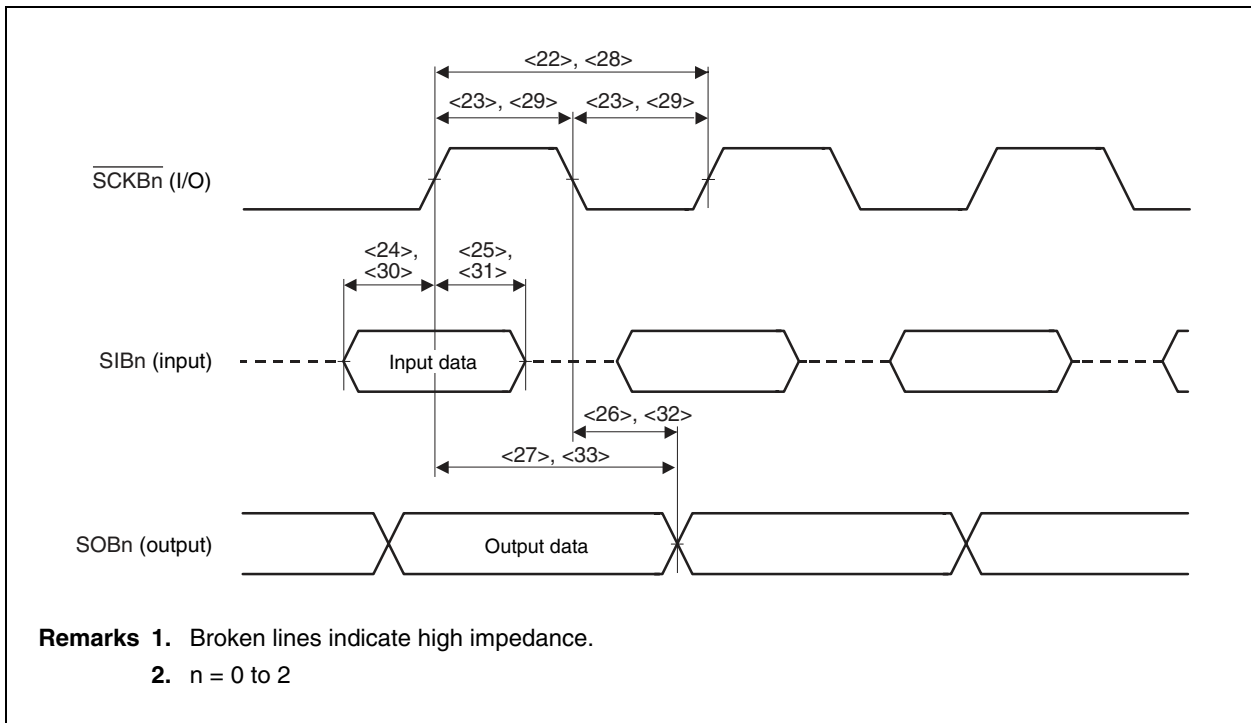 <22>, <28>
<23>, <29> <23>, <29>
SCKBn (I/O)
<24>,
<30>
<25>,
<31>
SIBn (input)
Input data
<26>, <32>
<27>, <33>
SOBn (output)
Output data
Remarks 1. Broken lines indicate high impedance.
2. n = 0 to 2